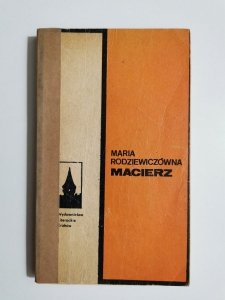 MARIA
RODZIEWICZÓWNA
MACIERZ
wydawnictwo
literackie
kraków